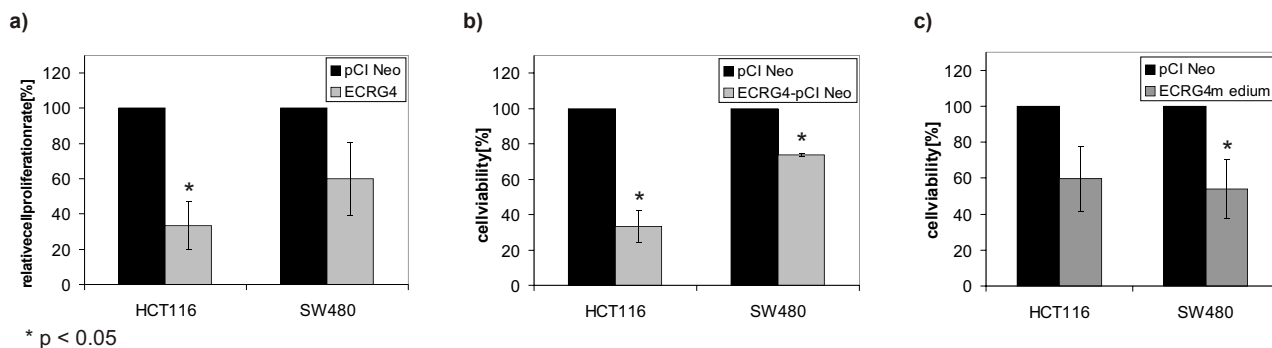 a)
relativecellproliferationrate[%]
120
100
80
60
40
20
0
pCI Neo
ECRG4
*
HCT116
SW480
b)
cellviability[%]
120
100
80
60
40
20
0
pCI Neo
ECRG4-pCI Neo
*
*
HCT116
SW480
c)
cellviability[%]
120
100
80
60
40
20
0
pCI Neo
ECRG4m edium
*
HCT116
SW480
* p < 0.05